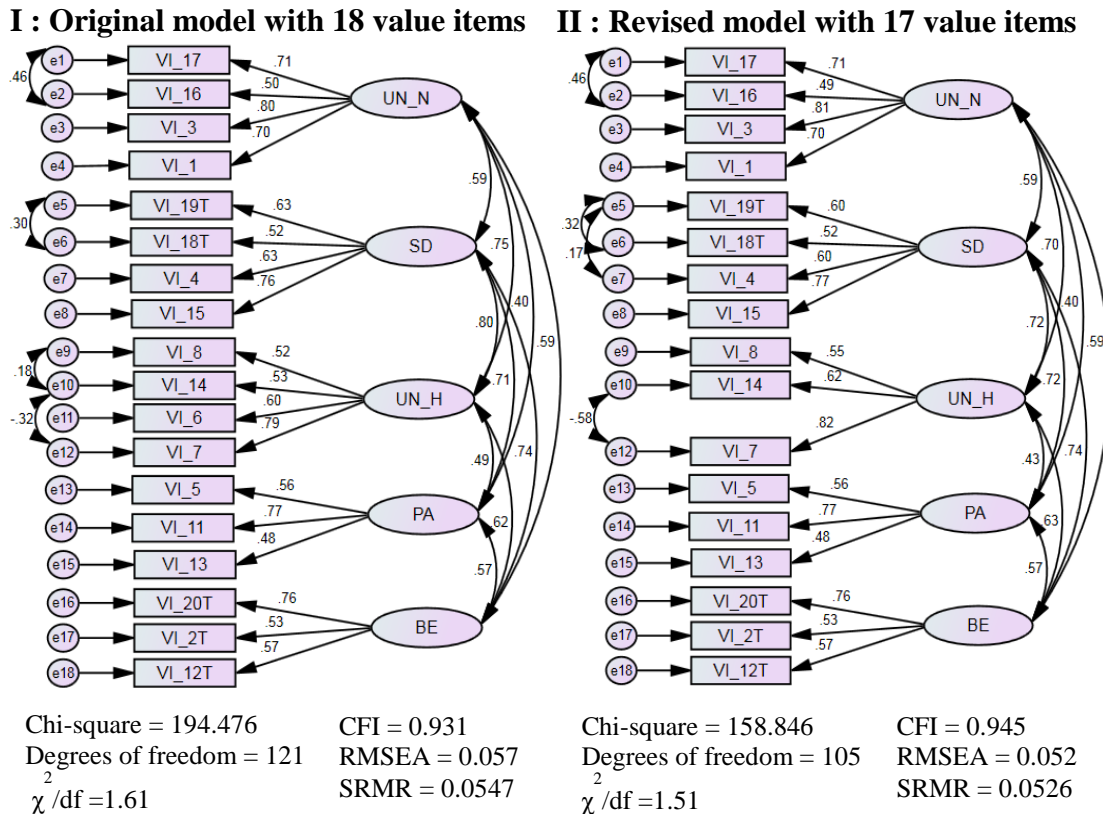 I : Original model with 18 value items
e1 VI_17 .71
.46
e2 VI_16 .50 UN_N
e3 VI_3 .80
e4 VI_1 .70
.59
e5 VI_19T .63
.30
e6 VI_18T .52 SD .75
e7 VI_4 .63
e8 VI_15 .76 .40
.80 .59
e9 VI_8 .52
.18
e10 VI_14 .53 .71
e11 VI_6 .60 UN_H
-.32
e12 VI_7 .79
.49 .74
e13 VI_5 .56
e14 VI_11 .77 PA .62
e15 VI_13 .48
.57
e16 VI_20T .76
e17 VI_2T .53 BE
e18 VI_12T .57
Chi-square = 194.476 CFI = 0.931
Degrees of freedom = 121 RMSEA = 0.057
χ2/df =1.61 SRMR = 0.0547
II : Revised model with 17 value items
e1 VI_17 .71
.46
e2 VI_16 .49 UN_N
e3 VI_3 .81
e4 VI_1 .70
.59
e5 VI_19T .60
.32
e6 VI_18T .52 SD .70
.17
e7 VI_4 .60
e8 VI_15 .77 .40
.72 .59
e9 VI_8 .55
e10 VI_14 .62 .72
UN_H
-.58
e12 VI_7 .82
.43 .74
e13 VI_5 .56
e14 VI_11 .77 PA .63
e15 VI_13 .48
.57
e16 VI_20T .76
e17 VI_2T .53 BE
e18 VI_12T .57
Chi-square = 158.846 CFI = 0.945
Degrees of freedom = 105 RMSEA = 0.052
χ2/df =1.51 SRMR = 0.0526